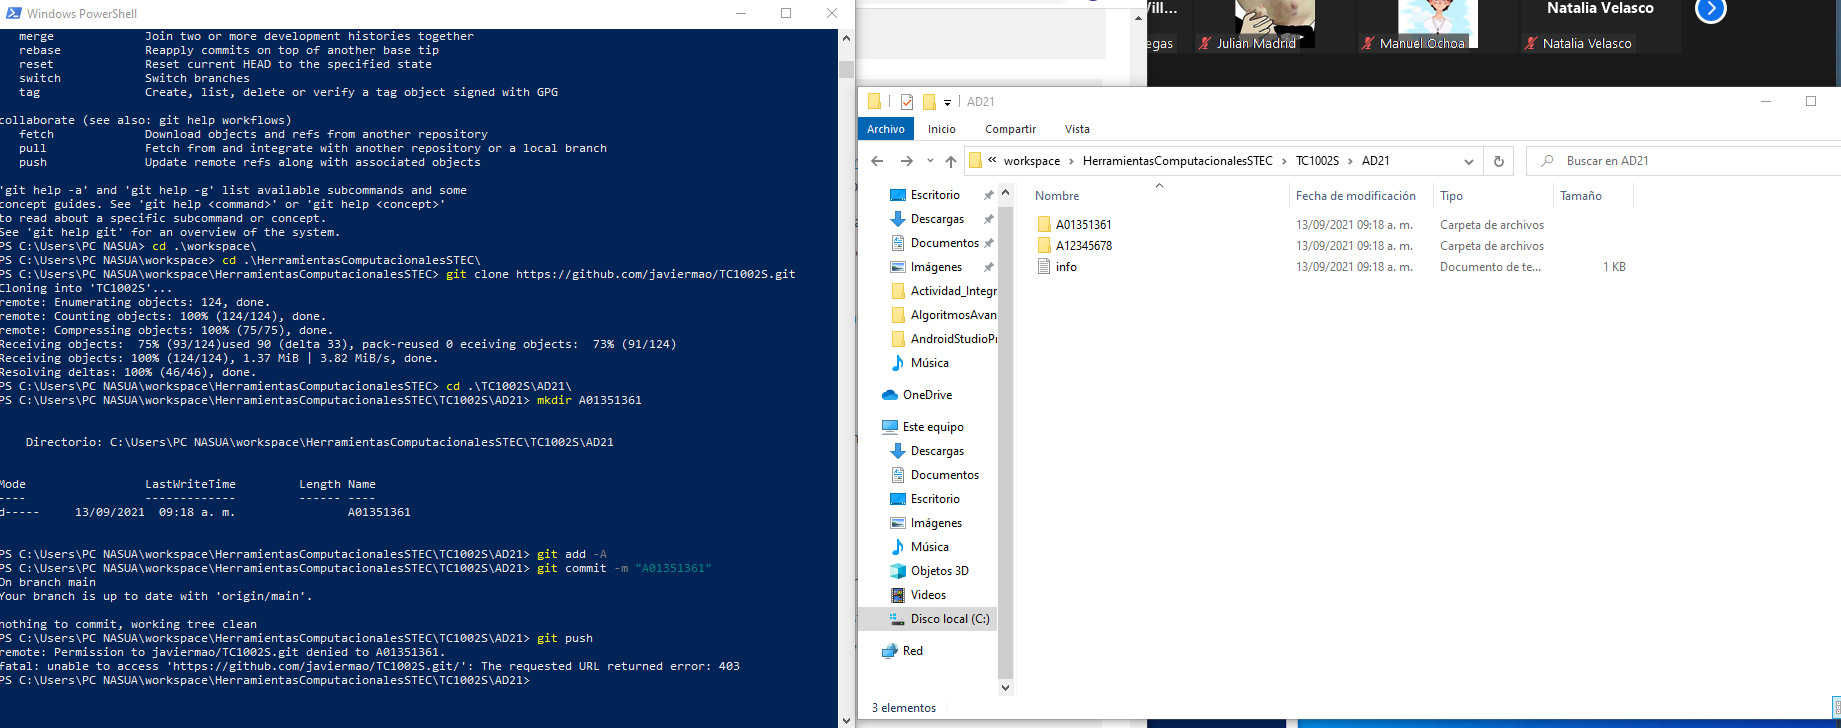 Windows PowerShell
merge Join two or more development histories together
rebase Reapply commits on top of another base tip
reset Reset current HEAD to the specified state
switch Switch branches
tag Create, list, delete or verify a tag object signed with GPG
collaborate (see also: git help workflows)
fetch Download objects and refs from another repository
pull Fetch from and integrate with another repository or a local branch
push Update remote refs along with associated objects
'git help -a' and 'git help -g' list available subcommands and some
concept guides. See 'git help <command>' or 'git help <concept>'
to read about a specific subcommand or concept.
See 'git help git' for an overview of the system.
PS C:\Users\PC NASUA> cd .\workspace\
PS C:\Users\PC NASUA\workspace> cd .\HerramientasComputacionalesSTEC\
PS C:\Users\PC NASUA\workspace\HerramientasComputacionalesSTEC> git clone https://github.com/javiermao/TC1002S.git
Cloning into 'TC1002S'...
remote: Enumerating objects: 124, done.
remote: Counting objects: 100% (124/124), done.
remote: Compressing objects: 100% (75/75), done.
Receiving objects:  75% (93/124)used 90 (delta 33), pack-reused 0 eceiving objects:  73% (91/124)
Receiving objects: 100% (124/124), 1.37 MiB | 3.82 MiB/s, done.
Resolving deltas: 100% (46/46), done.
PS C:\Users\PC NASUA\workspace\HerramientasComputacionalesSTEC> cd .\TC1002S\AD21\
PS C:\Users\PC NASUA\workspace\HerramientasComputacionalesSTEC\TC1002S\AD21> mkdir A01351361
Directorio: C:\Users\PC NASUA\workspace\HerramientasComputacionalesSTEC\TC1002S\AD21
Mode LastWriteTime Length Name
---- ------------- ------ ----
d----- 13/09/2021 09:18 a. m. A01351361
PS C:\Users\PC NASUA\workspace\HerramientasComputacionalesSTEC\TC1002S\AD21> git add -A
PS C:\Users\PC NASUA\workspace\HerramientasComputacionalesSTEC\TC1002S\AD21> git commit -m "A01351361"
On branch main
Your branch is up to date with 'origin/main'.
nothing to commit, working tree clean
PS C:\Users\PC NASUA\workspace\HerramientasComputacionalesSTEC\TC1002S\AD21> git push
remote: Permission to javiermao/TC1002S.git denied to A01351361.
fatal: unable to access 'https://github.com/javiermao/TC1002S.git/': The requested URL returned error: 403
PS C:\Users\PC NASUA\workspace\HerramientasComputacionalesSTEC\TC1002S\AD21>
Vill...
Natalia Velasco
egas
Julian Madrid
Manuel Ochoa
Natalia Velasco
AD21
Archivo Inicio Compartir Vista
« workspace > HerramientasComputacionalesSTEC > TC1002S > AD21
Buscar en AD21
Escritorio
Descargas
Documentos
Imágenes
Actividad_Integr
AlgoritmosAvan
AndroidStudioPr
Música
OneDrive
Este equipo
Descargas
Documentos
Escritorio
Imágenes
Música
Objetos 3D
Videos
Disco local (C:)
Red
Nombre Fecha de modificación Tipo Tamaño
A01351361 13/09/2021 09:18 a. m. Carpeta de archivos
A12345678 13/09/2021 09:18 a. m. Carpeta de archivos
info 13/09/2021 09:18 a. m. Documento de te... 1 KB
3 elementos